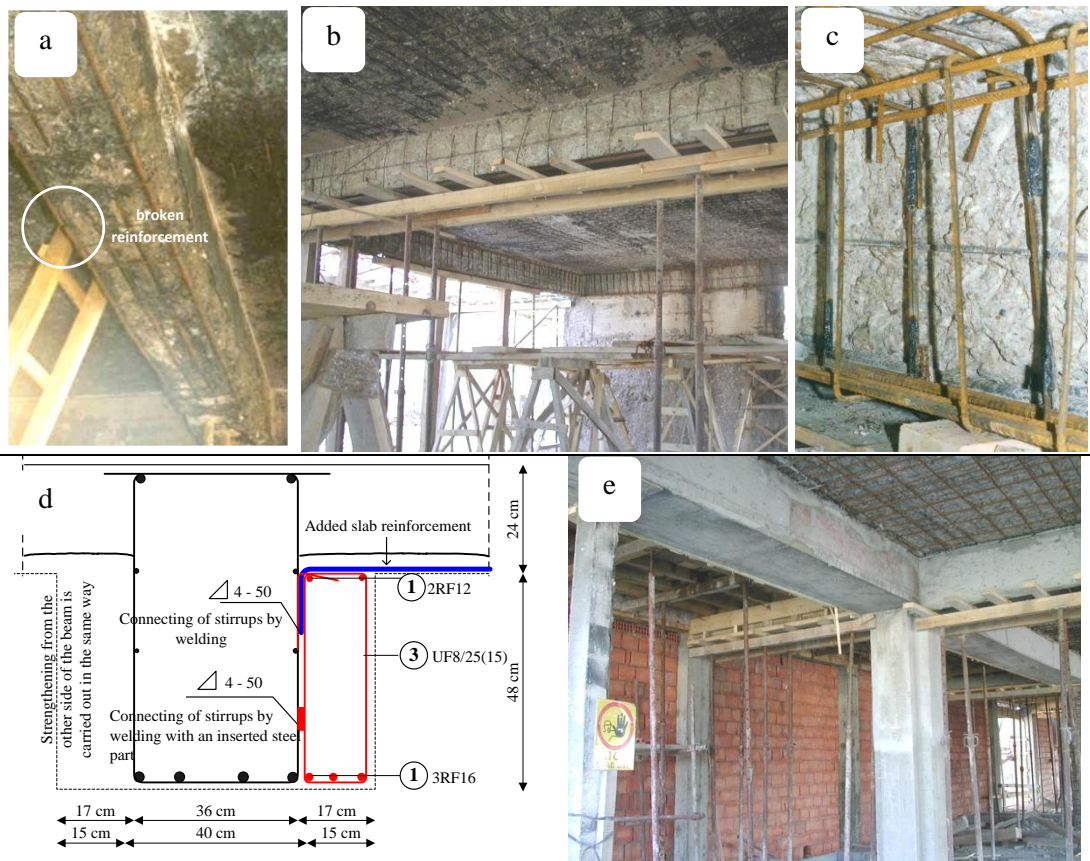 a
b
c
broken
reinforcement
d
e
Added slab reinforcement
24 cm
1 2RF12
4 - 50
Connecting of stirrups by
welding
3 UF8/25(15)
48 cm
Strengthening from the
other side of the beam is
carried out in the same way
4 - 50
Connecting of stirrups by
welding with an inserted steel
part
1 3RF16
17 cm
36 cm
17 cm
15 cm
40 cm
15 cm